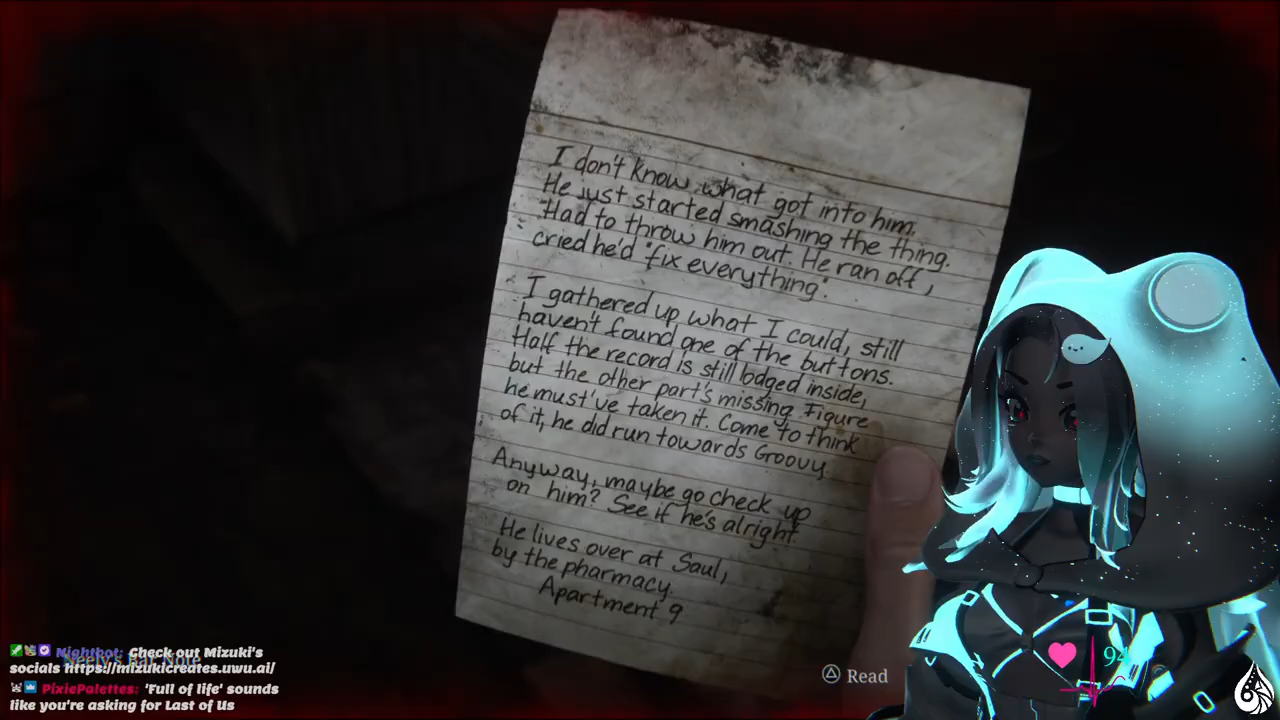 I don't know what got into him.
He just started smashing the thing.
Had to throw him out. He ran off,
cried he'd "fix everything".
I gathered up what I could, still
haven't found one of the buttons.
Half the record is still lodged inside,
but the other part's missing. Figure
he must've taken it. Come to think
of it, he did run towards Groovy.
Anyway, maybe go check up
on him? See if he's alright.
He lives over at Saul,
by the pharmacy.
Apartment 9
Read
94
Nightbot: Check out Mizuki's
socials https://mizukicreates.uwu.ai/
Neely's Bar Note
PixiePalettes: 'Full of life' sounds
like you're asking for Last of Us